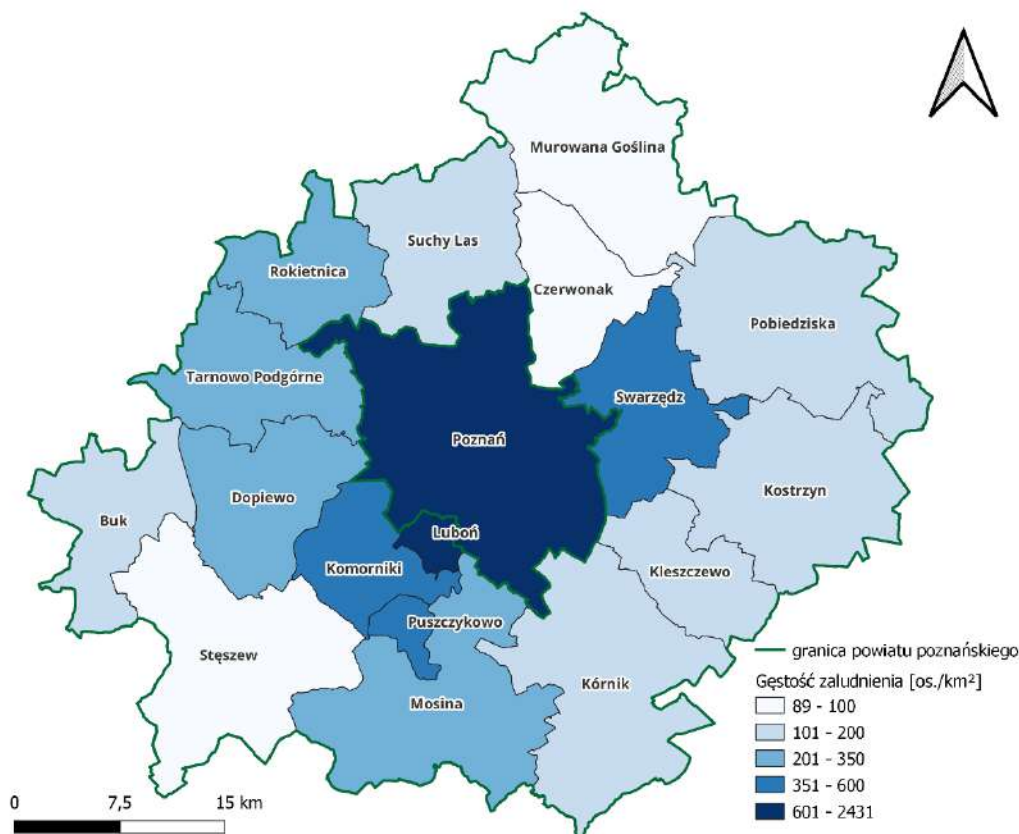 Murowana Goślina
Suchy Las
Rokietnica
Czerwonak
Pobiedziska
Tarnowo Podgórne
Swarzędz
Poznań
Kostrzyn
Dopiewo
Buk
Luboń
Komorniki
Kleszczewo
Puszczykowo
Stęszew
Kórnik
Mosina
granica powiatu poznańskiego
Gęstość zaludnienia [os./km²]
89 - 100
101 - 200
201 - 350
351 - 600
601 - 2431
0 7,5 15 km